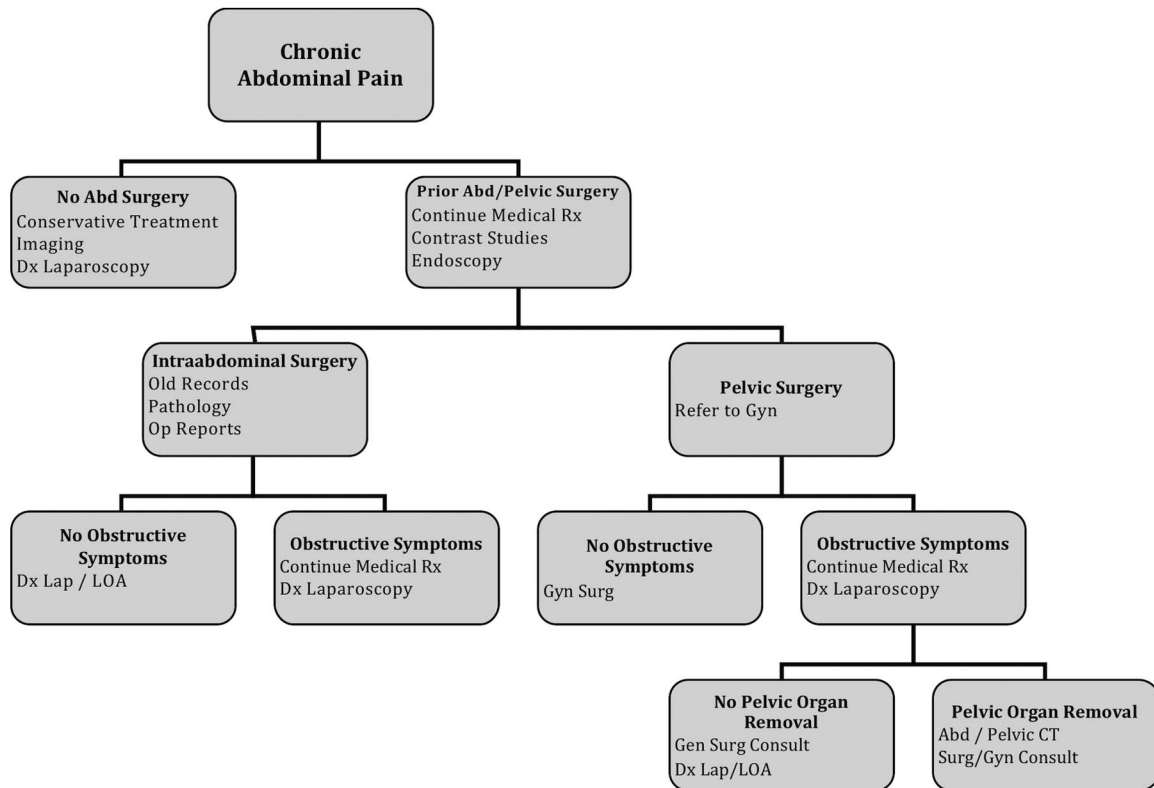 Chronic
Abdominal Pain
No Abd Surgery
Conservative Treatment
Imaging
Dx Laparoscopy
Prior Abd/Pelvic Surgery
Continue Medical Rx
Contrast Studies
Endoscopy
Intraabdominal Surgery
Old Records
Pathology
Op Reports
Pelvic Surgery
Refer to Gyn
No Obstructive
Symptoms
Dx Lap / LOA
Obstructive Symptoms
Continue Medical Rx
Dx Laparoscopy
No Obstructive
Symptoms
Gyn Surg
Obstructive Symptoms
Continue Medical Rx
Dx Laparoscopy
No Pelvic Organ
Removal
Gen Surg Consult
Dx Lap/LOA
Pelvic Organ Removal
Abd / Pelvic CT
Surg/Gyn Consult